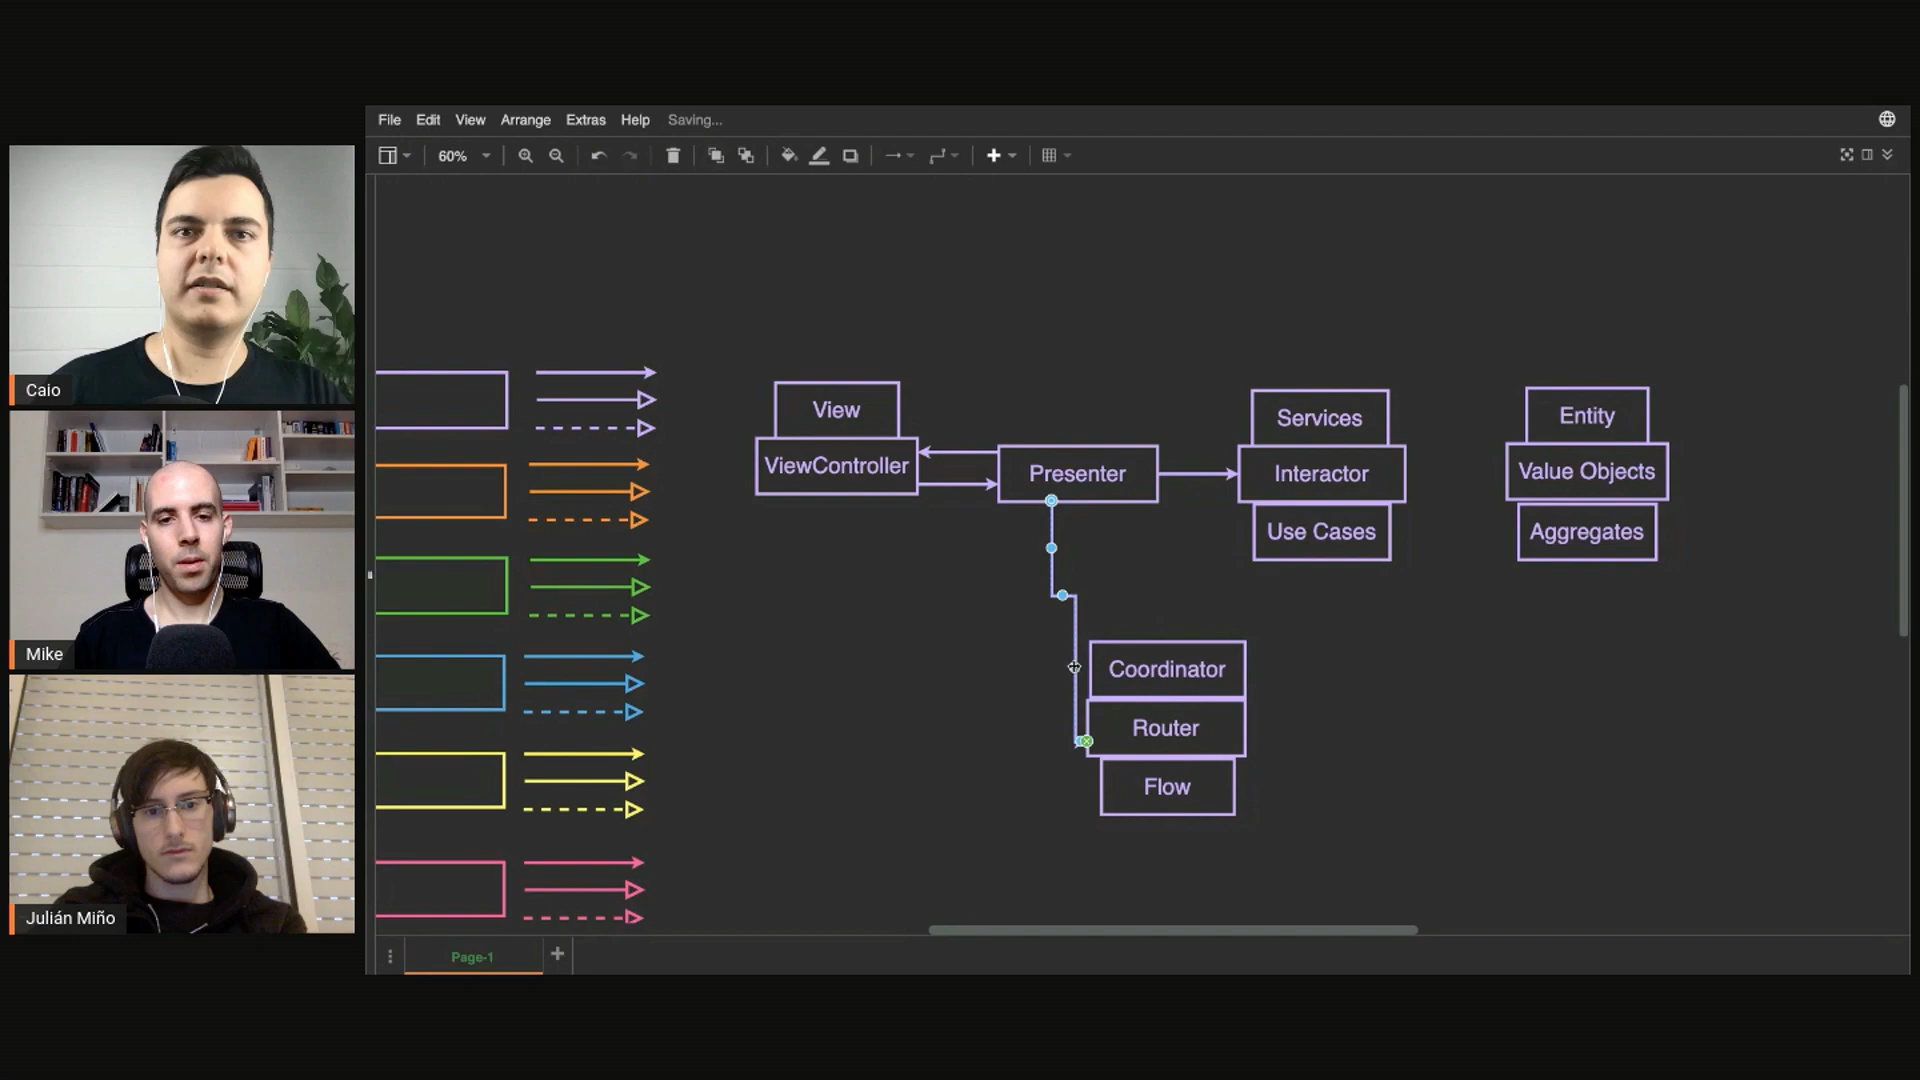 File Edit View Arrange Extras Help Saving...
60%
Caio
Mike
Julián Miño
View
ViewController
Presenter
Services
Interactor
Use Cases
Entity
Value Objects
Aggregates
Coordinator
Router
Flow
Page-1